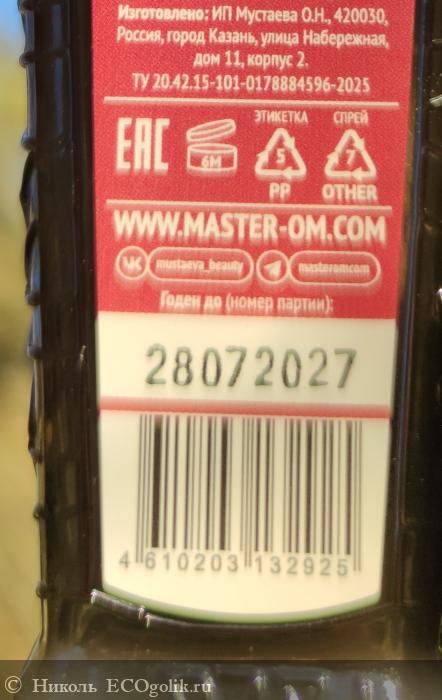 Изготовлено: ИП Мустаева О.Н., 420030,
Россия, город Казань, улица Набережная,
дом 11, корпус 2.
ТУ 20.42.15-101-0178884596-2025
EAC 6M ЭТИКЕТКА 5 PP СПРЕЙ 7 OTHER
WWW.MASTER-OM.COM
mustaeva_beauty masteromcom
Годен до (номер партии):
28072027
4 610203 132925
© Николь ECOgolik.ru